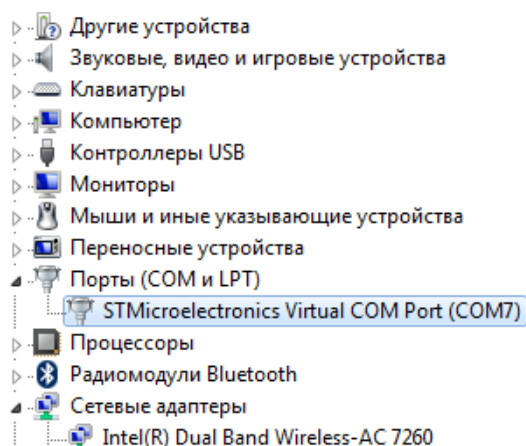 Другие устройства
Звуковые, видео и игровые устройства
Клавиатуры
Компьютер
Контроллеры USB
Мониторы
Мыши и иные указывающие устройства
Переносные устройства
Порты (COM и LPT)
STMicroelectronics Virtual COM Port (COM7)
Процессоры
Радиомодули Bluetooth
Сетевые адаптеры
Intel(R) Dual Band Wireless-AC 7260